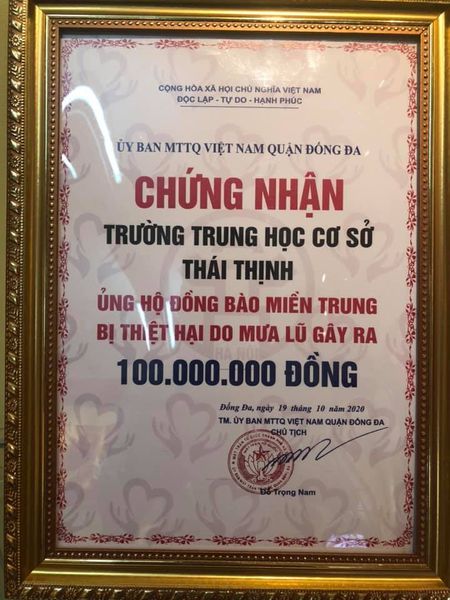 CỘNG HÒA XÃ HỘI CHỦ NGHĨA VIỆT NAM
ĐỘC LẬP - TỰ DO - HẠNH PHÚC
ỦY BAN MTTQ VIỆT NAM QUẬN ĐỐNG ĐA
CHỨNG NHẬN
TRƯỜNG TRUNG HỌC CƠ SỞ
THÁI THỊNH
ỦNG HỘ ĐỒNG BÀO MIỀN TRUNG
BỊ THIỆT HẠI DO MƯA LŨ GÂY RA
100.000.000 ĐỒNG
Đống Đa, ngày 19 tháng 10 năm 2020
TM. ỦY BAN MTTQ VIỆT NAM QUẬN ĐỐNG ĐA
CHỦ TỊCH
Đỗ Trọng Nam